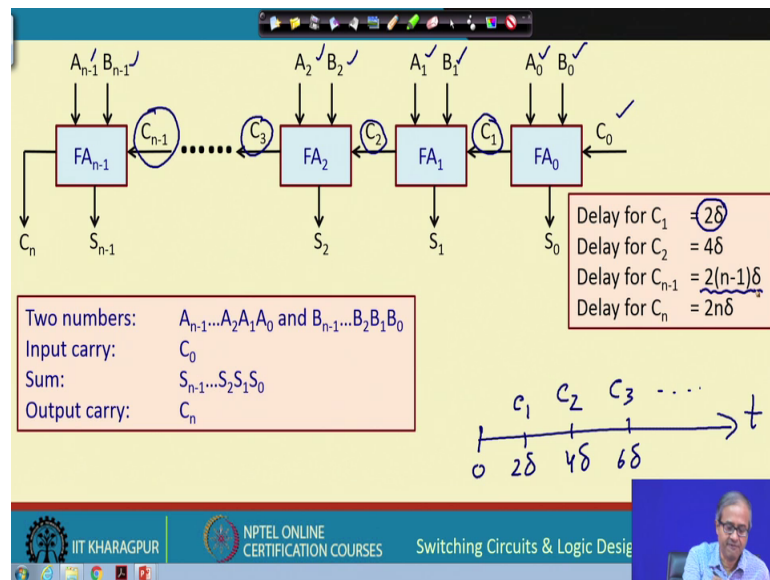 A_{n-1} B_{n-1} A_2 B_2 A_1 B_1 A_0 B_0
C_{n-1} C_3 C_2 C_1 C_0
FA_{n-1} FA_2 FA_1 FA_0
C_n S_{n-1} S_2 S_1 S_0
Delay for C_1 = 2δ
Delay for C_2 = 4δ
Delay for C_{n-1} = 2(n-1)δ
Delay for C_n = 2nδ
Two numbers: A_{n-1}...A_2A_1A_0 and B_{n-1}...B_2B_1B_0
Input carry: C_0
Sum: S_{n-1}...S_2S_1S_0
Output carry: C_n
C_1 C_2 C_3 ....
t
0 2δ 4δ 6δ
IIT KHARAGPUR
NPTEL ONLINE
CERTIFICATION COURSES
Switching Circuits & Logic Desig